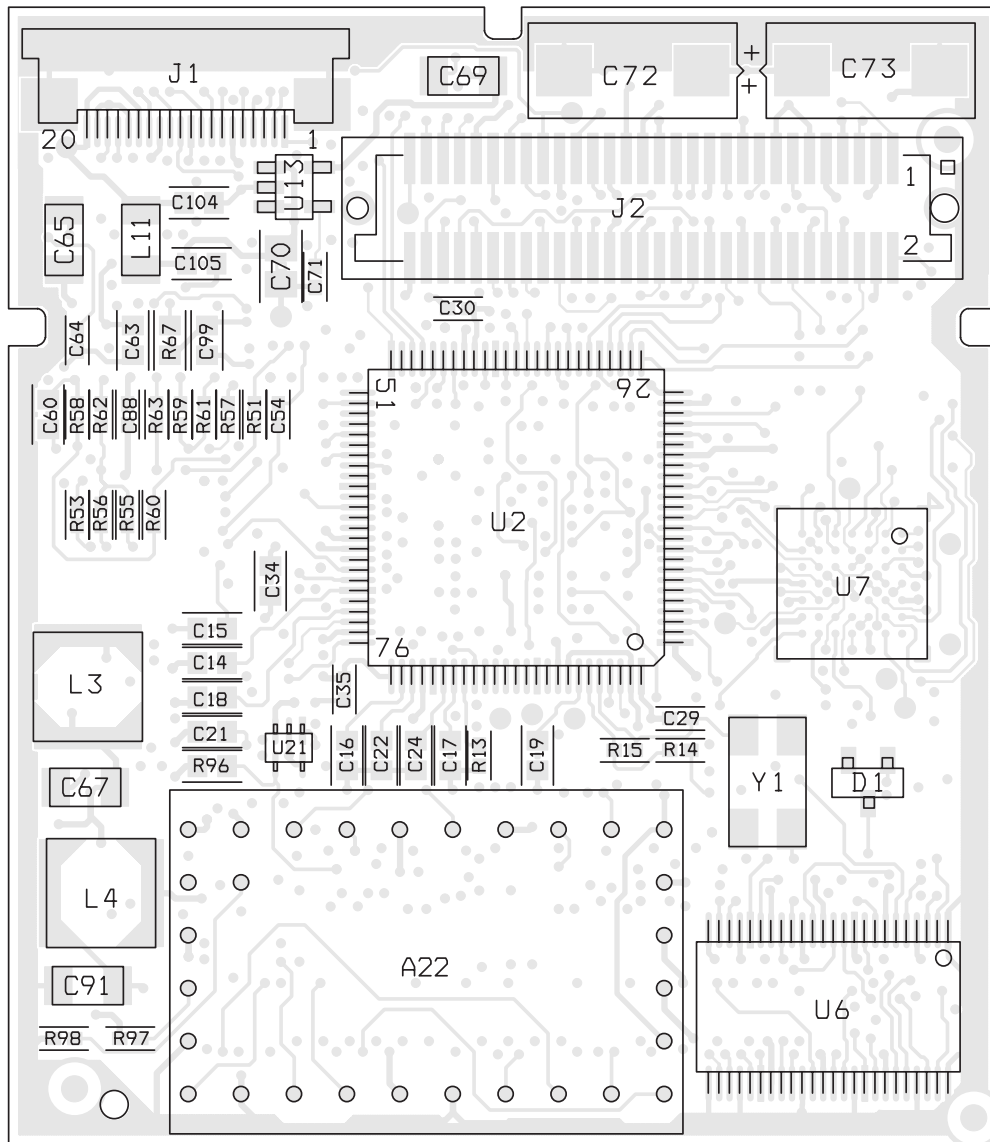 J1
C69
C72
+
+
C73
20
1
C104
U13
J2
1
2
C65
L11
C105
C70
C71
C30
C64
C63
R67
C99
51
26
C60
R58
R62
C88
R63
R59
R61
R57
R51
C54
R53
R56
R55
R60
U2
C34
U7
76
C15
C14
C18
C21
R96
L3
C35
U21
C16
C22
C24
C17
R13
C19
C29
R15
R14
Y1
D1
C67
L4
A22
C91
U6
R98
R97